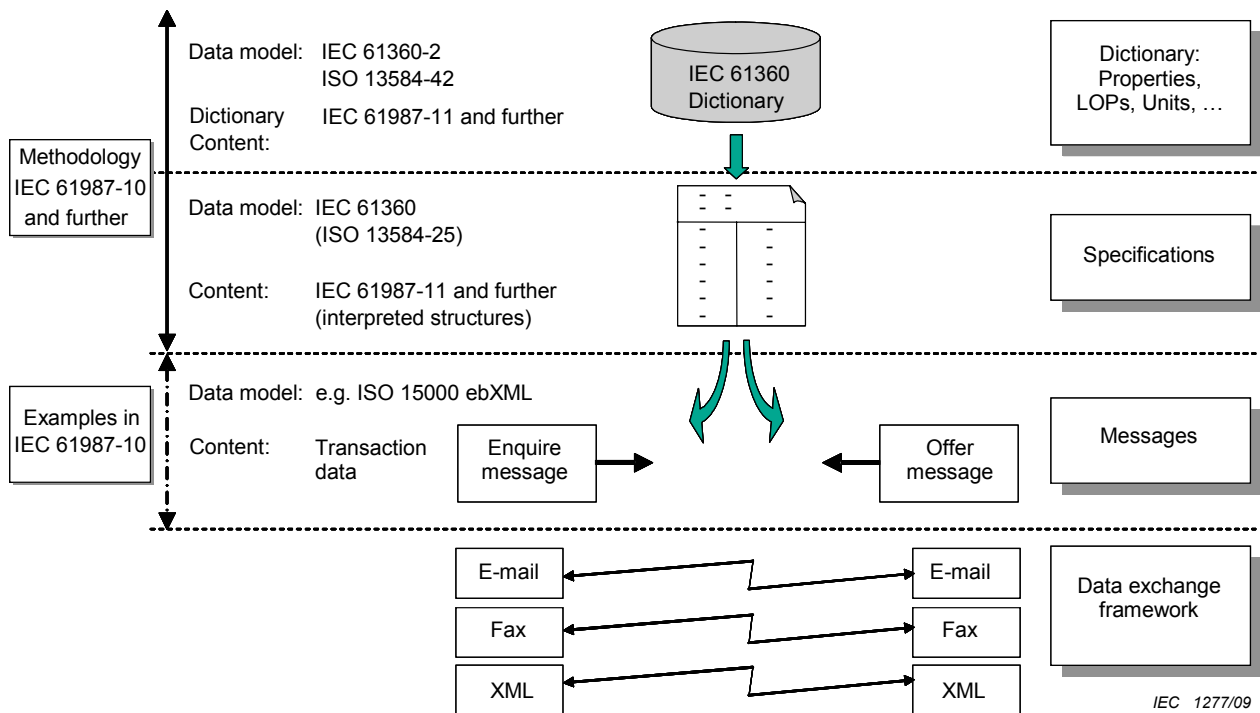 Data model: IEC 61360-2
ISO 13584-42
Dictionary Content: IEC 61987-11 and further
IEC 61360
Dictionary
Dictionary:
Properties,
LOPs, Units, …
Methodology
IEC 61987-10
and further
Data model: IEC 61360
(ISO 13584-25)
Content: IEC 61987-11 and further
(interpreted structures)
Specifications
Examples in
IEC 61987-10
Data model: e.g. ISO 15000 ebXML
Content: Transaction
data
Enquire
message
Offer
message
Messages
E-mail
E-mail
Fax
Fax
XML
XML
Data exchange
framework
IEC 1277/09